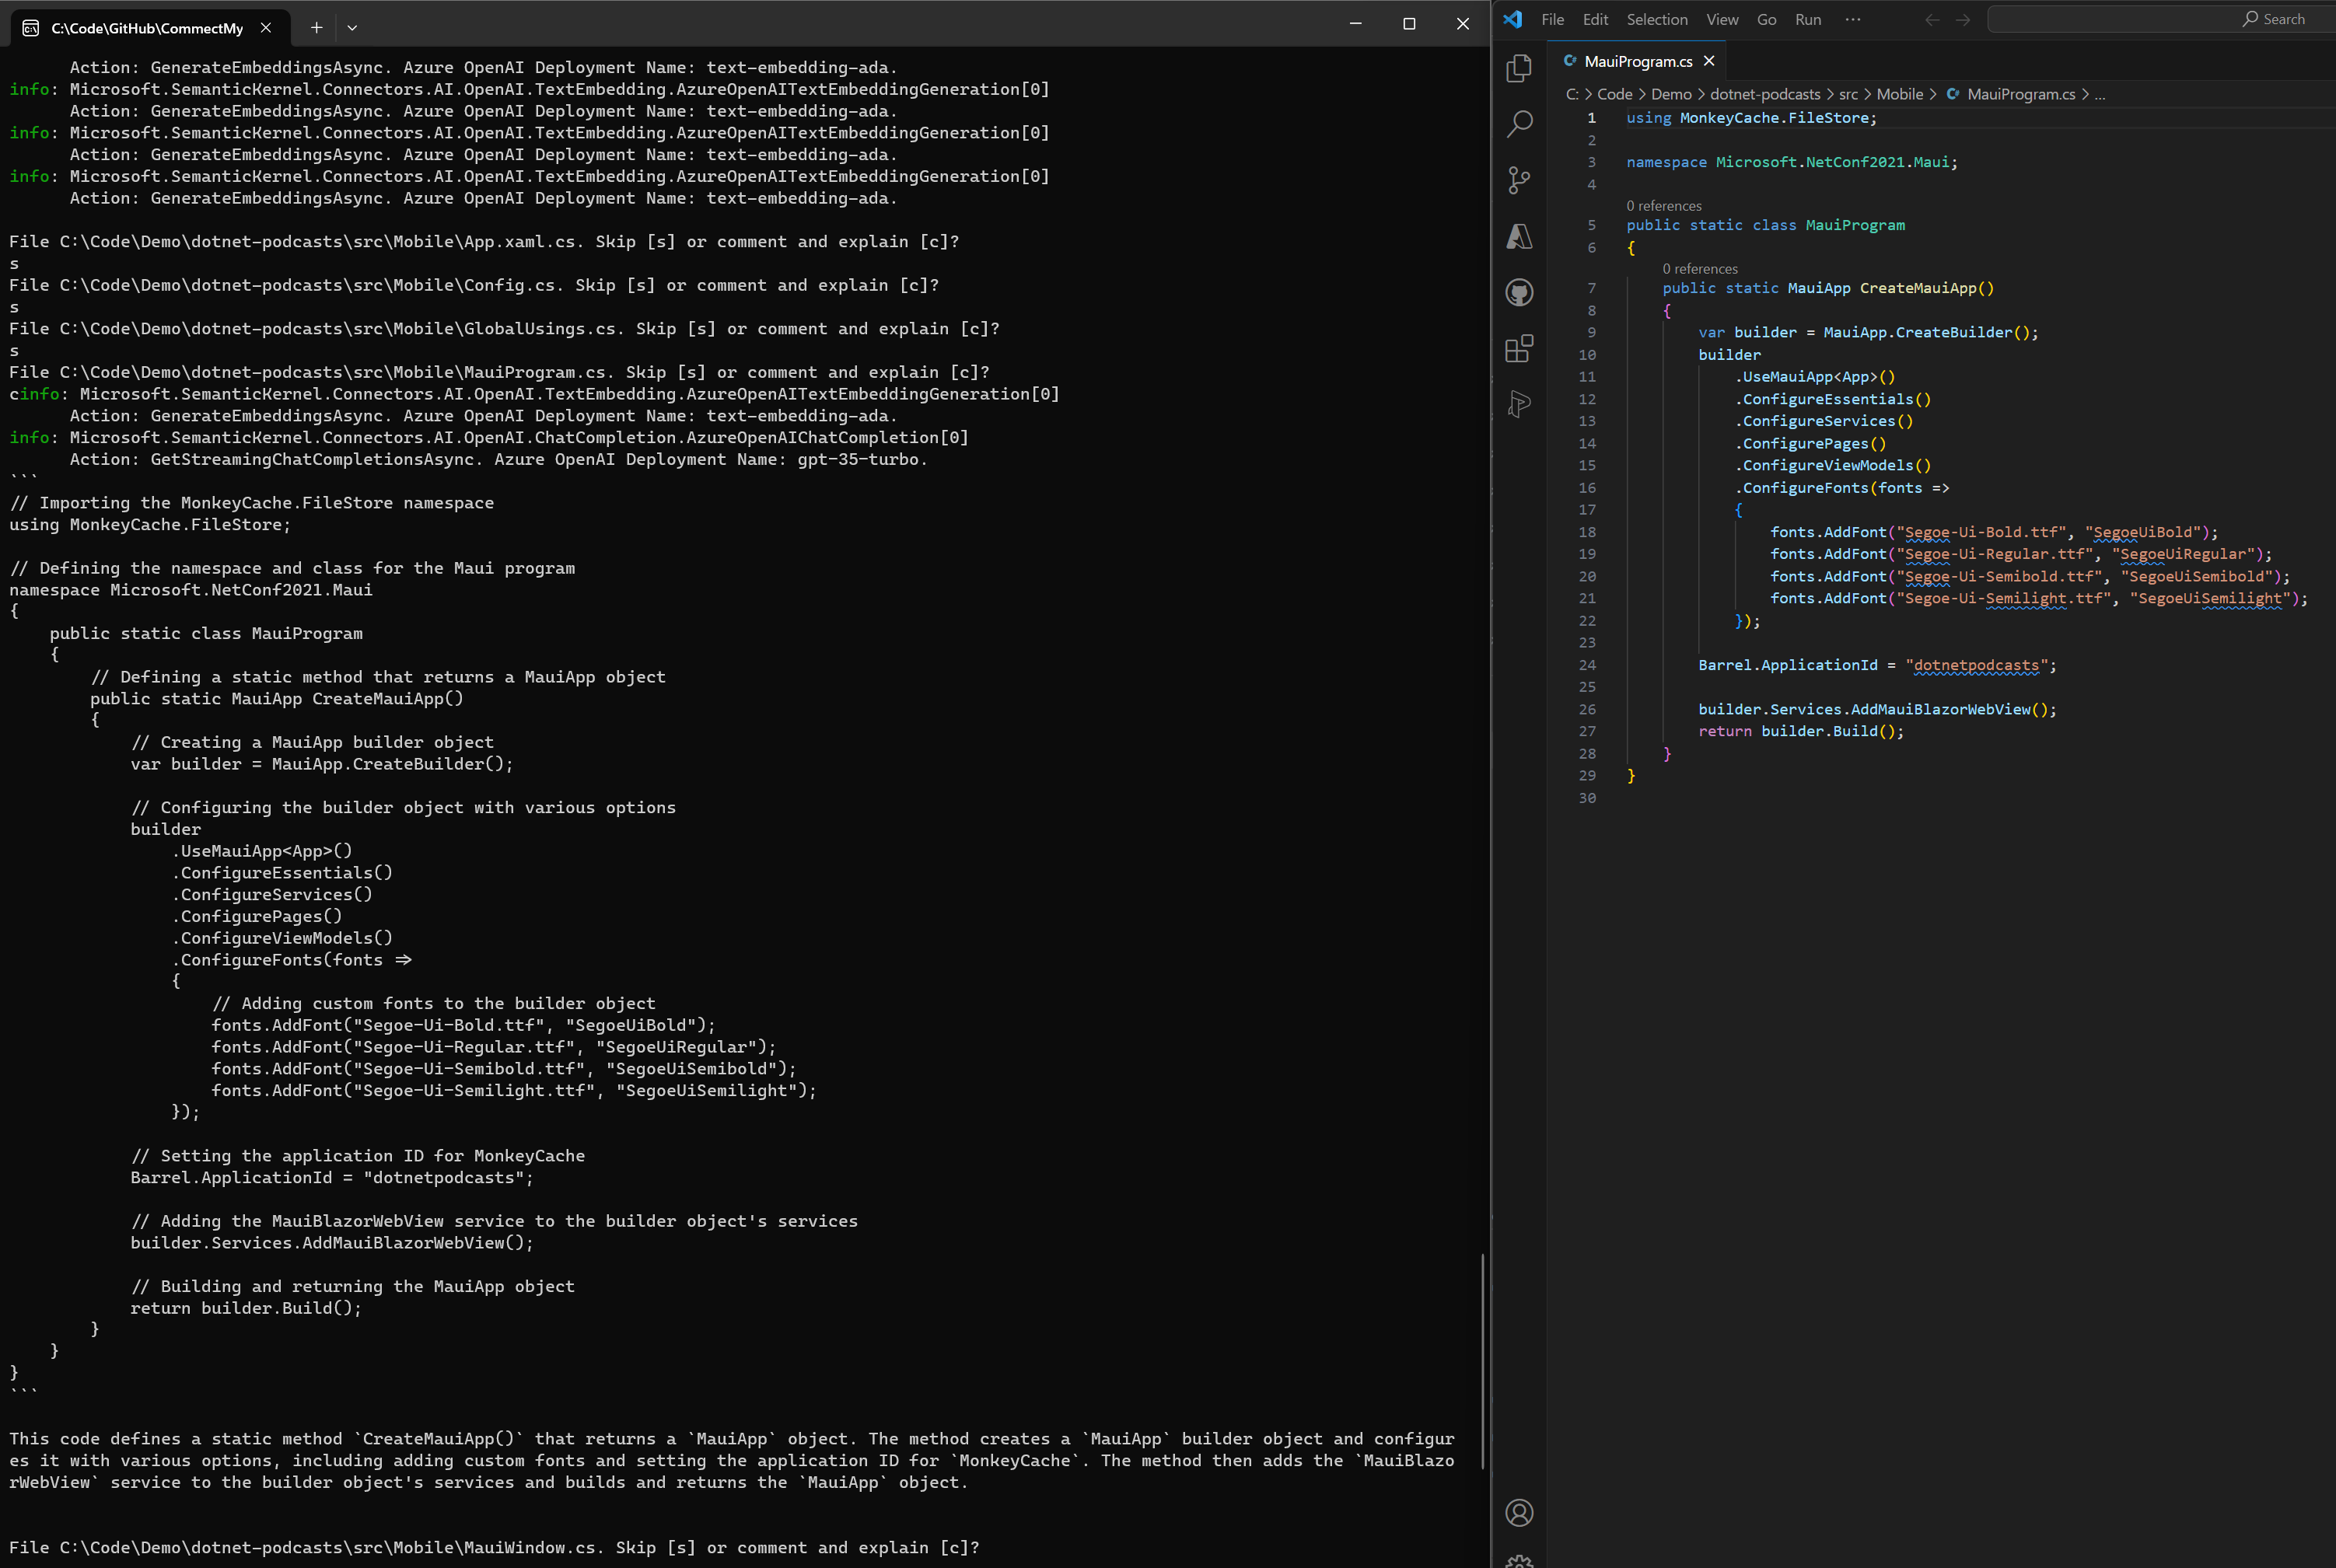 C:\Code\GitHub\CommectMy
Action: GenerateEmbeddingsAsync. Azure OpenAI Deployment Name: text-embedding-ada.
info: Microsoft.SemanticKernel.Connectors.AI.OpenAI.TextEmbedding.AzureOpenAITextEmbeddingGeneration[0]
Action: GenerateEmbeddingsAsync. Azure OpenAI Deployment Name: text-embedding-ada.
info: Microsoft.SemanticKernel.Connectors.AI.OpenAI.TextEmbedding.AzureOpenAITextEmbeddingGeneration[0]
Action: GenerateEmbeddingsAsync. Azure OpenAI Deployment Name: text-embedding-ada.
info: Microsoft.SemanticKernel.Connectors.AI.OpenAI.TextEmbedding.AzureOpenAITextEmbeddingGeneration[0]
Action: GenerateEmbeddingsAsync. Azure OpenAI Deployment Name: text-embedding-ada.
File C:\Code\Demo\dotnet-podcasts\src\Mobile\App.xaml.cs. Skip [s] or comment and explain [c]?
s
File C:\Code\Demo\dotnet-podcasts\src\Mobile\Config.cs. Skip [s] or comment and explain [c]?
s
File C:\Code\Demo\dotnet-podcasts\src\Mobile\GlobalUsings.cs. Skip [s] or comment and explain [c]?
s
File C:\Code\Demo\dotnet-podcasts\src\Mobile\MauiProgram.cs. Skip [s] or comment and explain [c]?
cinfo: Microsoft.SemanticKernel.Connectors.AI.OpenAI.TextEmbedding.AzureOpenAITextEmbeddingGeneration[0]
Action: GenerateEmbeddingsAsync. Azure OpenAI Deployment Name: text-embedding-ada.
info: Microsoft.SemanticKernel.Connectors.AI.OpenAI.ChatCompletion.AzureOpenAIChatCompletion[0]
Action: GetStreamingChatCompletionsAsync. Azure OpenAI Deployment Name: gpt-35-turbo.
```
// Importing the MonkeyCache.FileStore namespace
using MonkeyCache.FileStore;
// Defining the namespace and class for the Maui program
namespace Microsoft.NetConf2021.Maui
{
public static class MauiProgram
{
// Defining a static method that returns a MauiApp object
public static MauiApp CreateMauiApp()
{
// Creating a MauiApp builder object
var builder = MauiApp.CreateBuilder();
// Configuring the builder object with various options
builder
.UseMauiApp<App>()
.ConfigureEssentials()
.ConfigureServices()
.ConfigurePages()
.ConfigureViewModels()
.ConfigureFonts(fonts =>
{
// Adding custom fonts to the builder object
fonts.AddFont("Segoe-Ui-Bold.ttf", "SegoeUiBold");
fonts.AddFont("Segoe-Ui-Regular.ttf", "SegoeUiRegular");
fonts.AddFont("Segoe-Ui-Semibold.ttf", "SegoeUiSemibold");
fonts.AddFont("Segoe-Ui-Semilight.ttf", "SegoeUiSemilight");
});
// Setting the application ID for MonkeyCache
Barrel.ApplicationId = "dotnetpodcasts";
// Adding the MauiBlazorWebView service to the builder object's services
builder.Services.AddMauiBlazorWebView();
// Building and returning the MauiApp object
return builder.Build();
}
}
}
```
This code defines a static method `CreateMauiApp()` that returns a `MauiApp` object. The method creates a `MauiApp` builder object and configur
es it with various options, including adding custom fonts and setting the application ID for `MonkeyCache`. The method then adds the `MauiBlazo
rWebView` service to the builder object's services and builds and returns the `MauiApp` object.
File C:\Code\Demo\dotnet-podcasts\src\Mobile\MauiWindow.cs. Skip [s] or comment and explain [c]?
File Edit Selection View Go Run ··· Search
C# MauiProgram.cs
C: > Code > Demo > dotnet-podcasts > src > Mobile > C# MauiProgram.cs > ...
1 using MonkeyCache.FileStore;
2
3 namespace Microsoft.NetConf2021.Maui;
4
0 references
5 public static class MauiProgram
6 {
0 references
7 public static MauiApp CreateMauiApp()
8 {
9 var builder = MauiApp.CreateBuilder();
10 builder
11 .UseMauiApp<App>()
12 .ConfigureEssentials()
13 .ConfigureServices()
14 .ConfigurePages()
15 .ConfigureViewModels()
16 .ConfigureFonts(fonts =>
17 {
18 fonts.AddFont("Segoe-Ui-Bold.ttf", "SegoeUiBold");
19 fonts.AddFont("Segoe-Ui-Regular.ttf", "SegoeUiRegular");
20 fonts.AddFont("Segoe-Ui-Semibold.ttf", "SegoeUiSemibold");
21 fonts.AddFont("Segoe-Ui-Semilight.ttf", "SegoeUiSemilight");
22 });
23
24 Barrel.ApplicationId = "dotnetpodcasts";
25
26 builder.Services.AddMauiBlazorWebView();
27 return builder.Build();
28 }
29 }
30